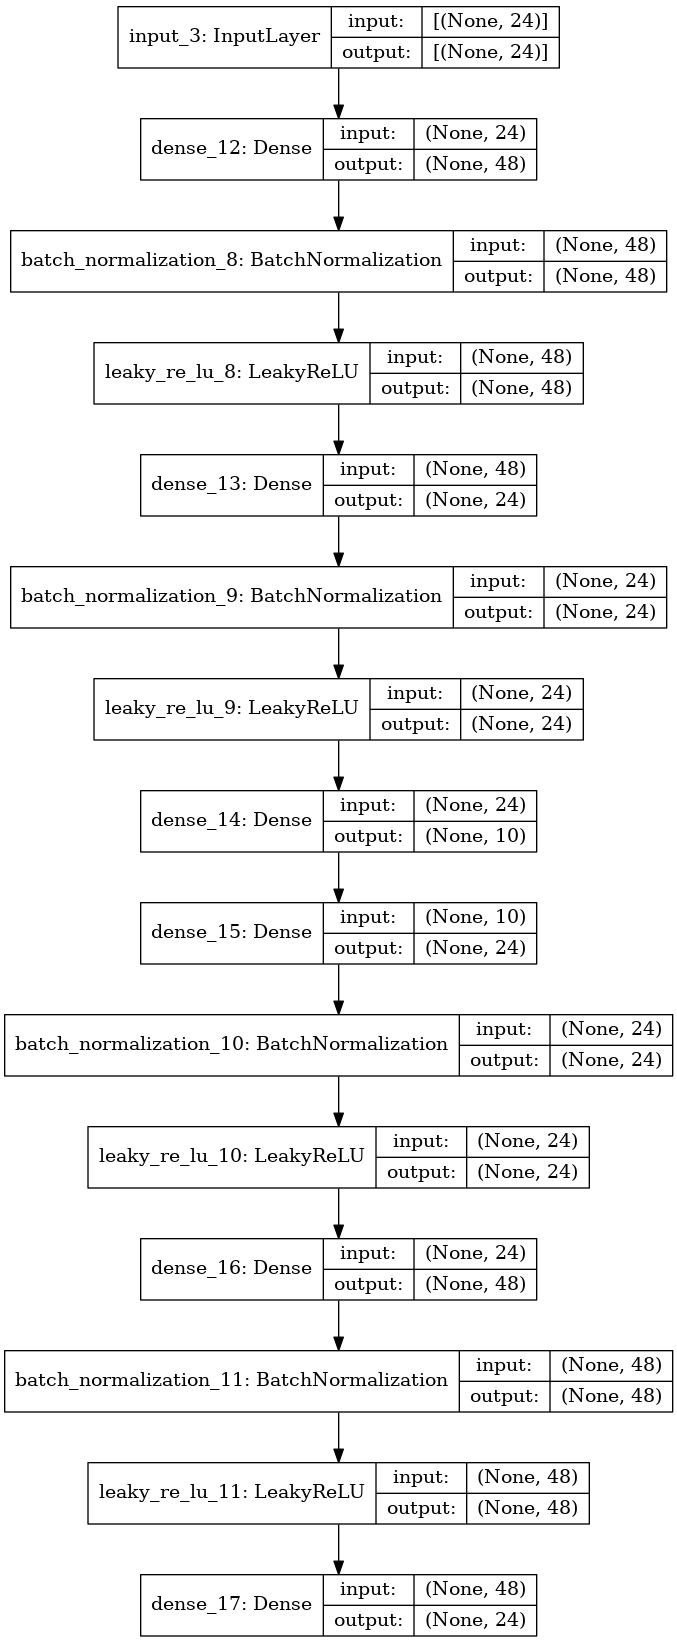 input_3: InputLayer
input: [(None, 24)]
output: [(None, 24)]
dense_12: Dense
input: (None, 24)
output: (None, 48)
batch_normalization_8: BatchNormalization
input: (None, 48)
output: (None, 48)
leaky_re_lu_8: LeakyReLU
input: (None, 48)
output: (None, 48)
dense_13: Dense
input: (None, 48)
output: (None, 24)
batch_normalization_9: BatchNormalization
input: (None, 24)
output: (None, 24)
leaky_re_lu_9: LeakyReLU
input: (None, 24)
output: (None, 24)
dense_14: Dense
input: (None, 24)
output: (None, 10)
dense_15: Dense
input: (None, 10)
output: (None, 24)
batch_normalization_10: BatchNormalization
input: (None, 24)
output: (None, 24)
leaky_re_lu_10: LeakyReLU
input: (None, 24)
output: (None, 24)
dense_16: Dense
input: (None, 24)
output: (None, 48)
batch_normalization_11: BatchNormalization
input: (None, 48)
output: (None, 48)
leaky_re_lu_11: LeakyReLU
input: (None, 48)
output: (None, 48)
dense_17: Dense
input: (None, 48)
output: (None, 24)